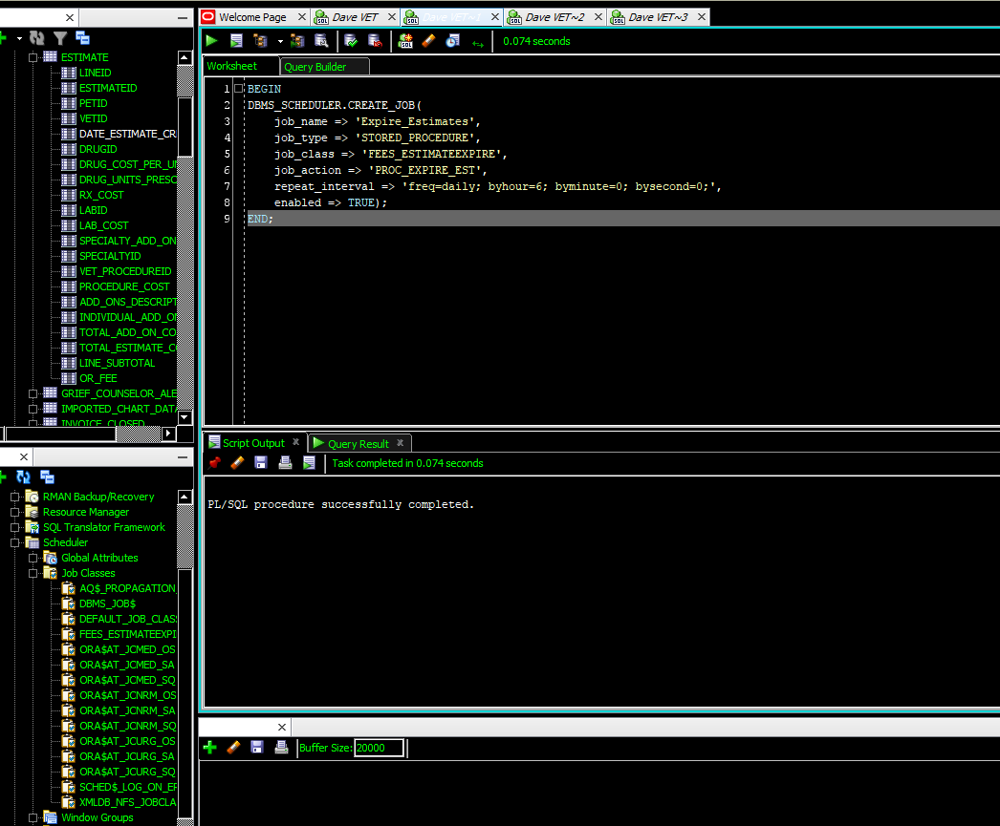 Welcome Page
Dave VET
Dave VET~1
Dave VET~2
Dave VET~3
0.074 seconds
Worksheet
Query Builder
1 BEGIN
2 DBMS_SCHEDULER.CREATE_JOB(
3 job_name => 'Expire_Estimates',
4 job_type => 'STORED_PROCEDURE',
5 job_class => 'FEES_ESTIMATEEXPIRE',
6 job_action => 'PROC_EXPIRE_EST',
7 repeat_interval => 'freq=daily; byhour=6; byminute=0; bysecond=0;',
8 enabled => TRUE);
9 END;
ESTIMATE
LINEID
ESTIMATEID
PETID
VETID
DATE_ESTIMATE_CR
DRUGID
DRUG_COST_PER_U
DRUG_UNITS_PRESC
RX_COST
LABID
LAB_COST
SPECIALTY_ADD_ON
SPECIALTYID
VET_PROCEDUREID
PROCEDURE_COST
ADD_ONS_DESCRIPT
INDIVIDUAL_ADD_O
TOTAL_ADD_ON_CO
TOTAL_ESTIMATE_C
LINE_SUBTOTAL
OR_FEE
GRIEF_COUNSELOR_ALE
IMPORTED_CHART_DATA
INVOICE_CLOSED
Script Output
Query Result
Task completed in 0.074 seconds
PL/SQL procedure successfully completed.
RMAN Backup/Recovery
Resource Manager
SQL Translator Framework
Scheduler
Global Attributes
Job Classes
AQ$_PROPAGATION_
DBMS_JOB$
DEFAULT_JOB_CLAS
FEES_ESTIMATEEXPI
ORA$AT_JCMED_OS
ORA$AT_JCMED_SA
ORA$AT_JCMED_SQ
ORA$AT_JCNRM_OS
ORA$AT_JCNRM_SA
ORA$AT_JCNRM_SQ
ORA$AT_JCURG_OS
ORA$AT_JCURG_SA
ORA$AT_JCURG_SQ
SCHED$_LOG_ON_ER
XMLDB_NFS_JOBCLA
Window Groups
Buffer Size: 20000